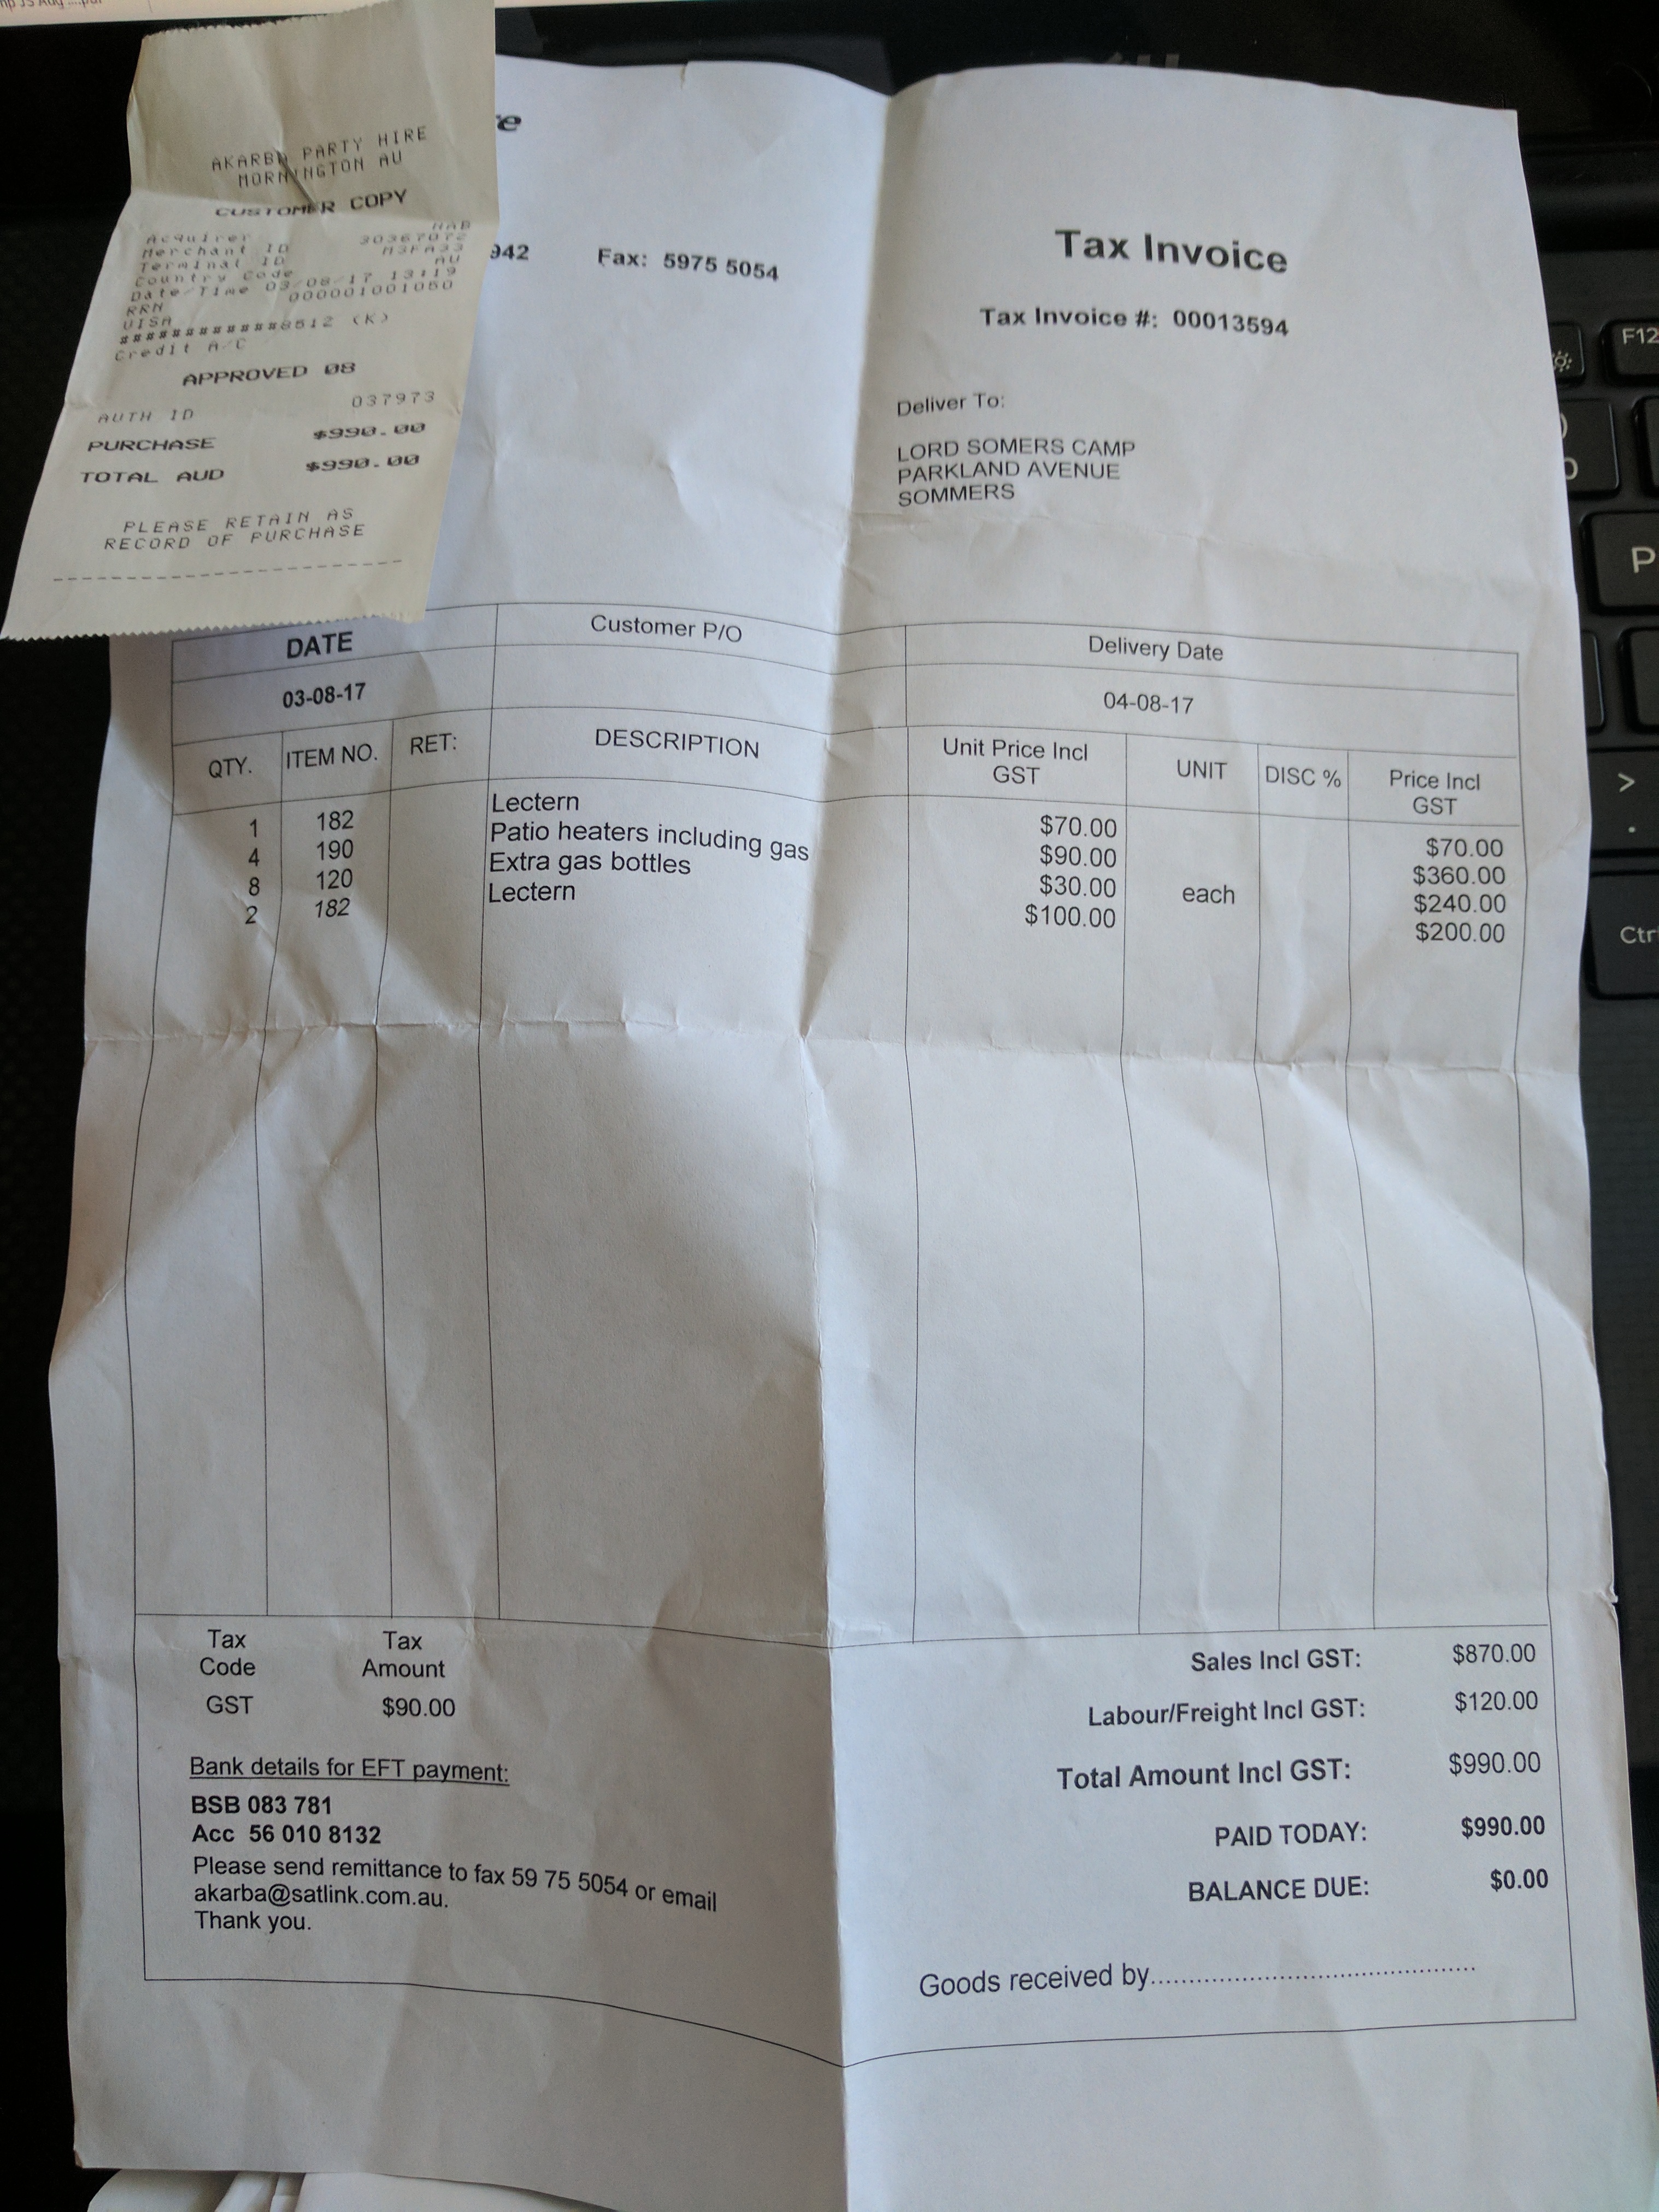 AKARBA PARTY HIRE
MORNINGTON AU
CUSTOMER COPY
Acquirer NAB
Merchant ID 30367072
Terminal ID M3FA33
Country Code AU
Date/Time 03/08/17 13:19
RRN 000001001050
VISA
############8512 (K)
Credit A/C
APPROVED 08
AUTH ID 037973
PURCHASE $990.00
TOTAL AUD $990.00
PLEASE RETAIN AS
RECORD OF PURCHASE
942 Fax: 5975 5054
Tax Invoice
Tax Invoice #: 00013594
Deliver To:
LORD SOMERS CAMP
PARKLAND AVENUE
SOMMERS
DATE Customer P/O Delivery Date
03-08-17 04-08-17
QTY. ITEM NO. RET: DESCRIPTION Unit Price Incl GST UNIT DISC % Price Incl GST
1 182 Lectern $70.00 $70.00
4 190 Patio heaters including gas $90.00 $360.00
8 120 Extra gas bottles $30.00 each $240.00
2 182 Lectern $100.00 $200.00
Tax Code Tax Amount
GST $90.00
Sales Incl GST: $870.00
Labour/Freight Incl GST: $120.00
Total Amount Incl GST: $990.00
PAID TODAY: $990.00
BALANCE DUE: $0.00
Bank details for EFT payment:
BSB 083 781
Acc 56 010 8132
Please send remittance to fax 59 75 5054 or email
akarba@satlink.com.au.
Thank you.
Goods received by..........................................
F12
P
Ctr